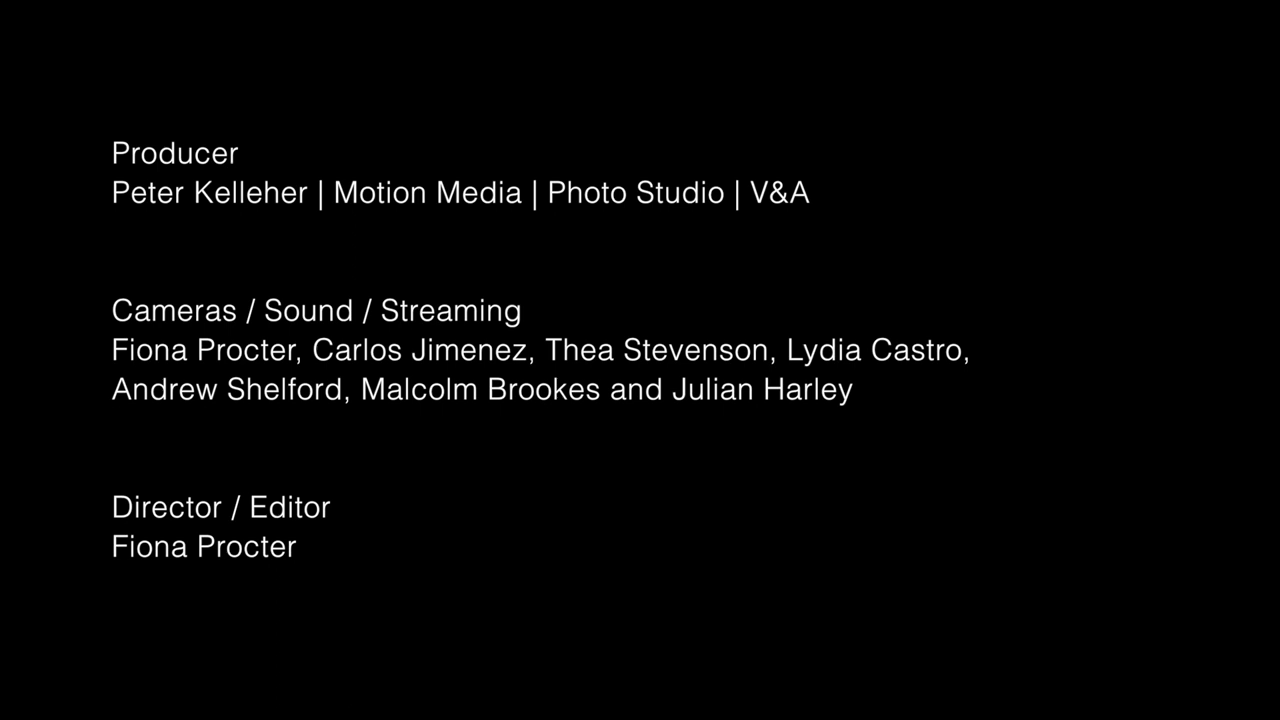 Producer
Peter Kelleher | Motion Media | Photo Studio | V&A
Cameras / Sound / Streaming
Fiona Procter, Carlos Jimenez, Thea Stevenson, Lydia Castro,
Andrew Shelford, Malcolm Brookes and Julian Harley
Director / Editor
Fiona Procter